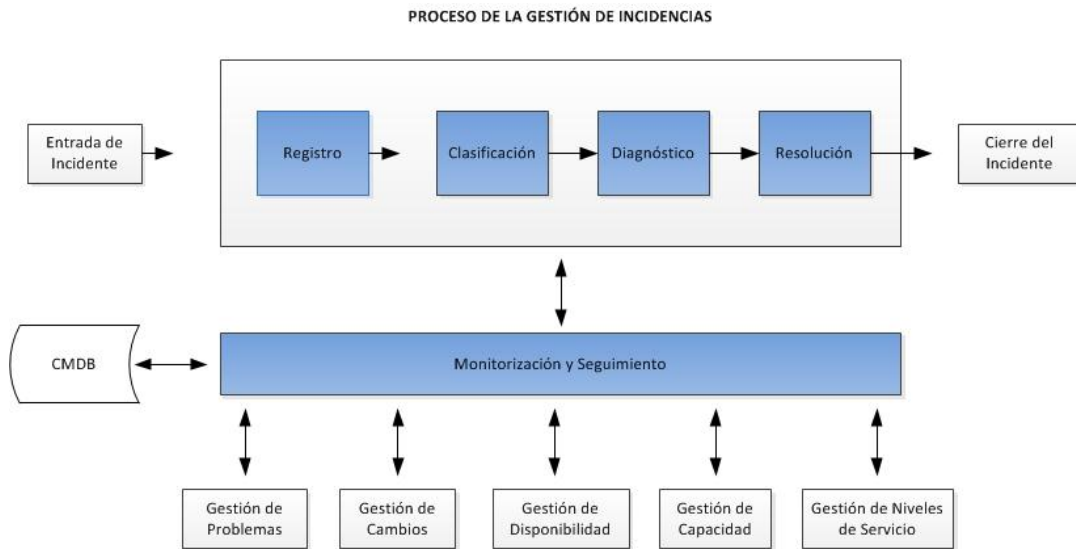 PROCESO DE LA GESTIÓN DE INCIDENCIAS
Entrada de
Incidente
Registro
Clasificación
Diagnóstico
Resolución
Cierre del
Incidente
CMDB
Monitorización y Seguimiento
Gestión de
Problemas
Gestión de
Cambios
Gestión de
Disponibilidad
Gestión de
Capacidad
Gestión de Niveles
de Servicio